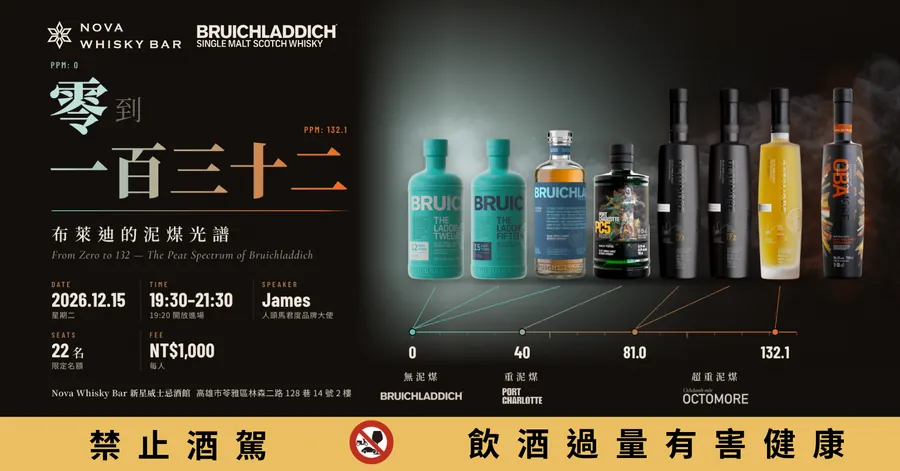 NOVA
WHISKY BAR
BRUICHLADDICH
SINGLE MALT SCOTCH WHISKY
PPM: 0
零到
PPM: 132.1
一百三十二
布萊迪的泥煤光譜
From Zero to 132 — The Peat Spectrum of Bruichladdich
DATE
2026.12.15
星期二
TIME
19:30-21:30
19:20 開放進場
SPEAKER
James
人頭馬君度品牌大使
SEATS
22 名
限定名額
FEE
NT$1,000
每人
Nova Whisky Bar 新星威士忌酒館 高雄市苓雅區林森二路 128 巷 14 號 2 樓
BRUIC
THE
LADDIE
TWELVE
BRUIC
THE
LADDIE
FIFTEEN
15
BRUICHLA
PORT
CHARLOTTE
PC5
OBA
0
40
81.0
132.1
無泥煤
重泥煤
超重泥煤
BRUICHLADDICH
PORT
CHARLOTTE
OCTOMORE
禁止酒駕
飲酒過量有害健康